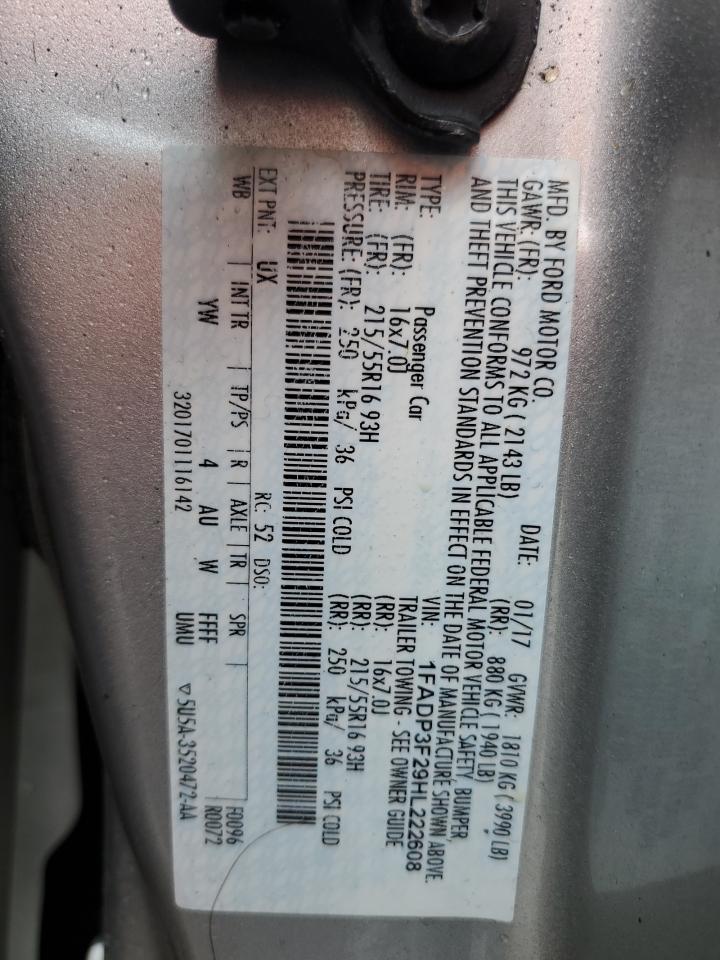 MFD. BY FORD MOTOR CO. DATE: 01/17 GVWR: 1810 KG ( 3990 LB)
GAWR: (FR): 972 KG ( 2143 LB) (RR): 880 KG ( 1940 LB)
THIS VEHICLE CONFORMS TO ALL APPLICABLE FEDERAL MOTOR VEHICLE SAFETY, BUMPER,
AND THEFT PREVENTION STANDARDS IN EFFECT ON THE DATE OF MANUFACTURE SHOWN ABOVE.
VIN: 1FADP3F29HL222608
TYPE: Passenger Car TRAILER TOWING - SEE OWNER GUIDE
RIM: (FR): 16x7.0J (RR): 16x7.0J
TIRE: (FR): 215/55R16 93H (RR): 215/55R16 93H
PRESSURE: (FR): 250 kPa/ 36 PSI COLD (RR): 250 kPa/ 36 PSI COLD
EXT PNT: UX RC: 52 DSO: F0096
WB INT TR TP/PS R AXLE TR SPR R0072
YW 4 AU W FFFF
UMU
3201701116142 5U5A-3520472-AA